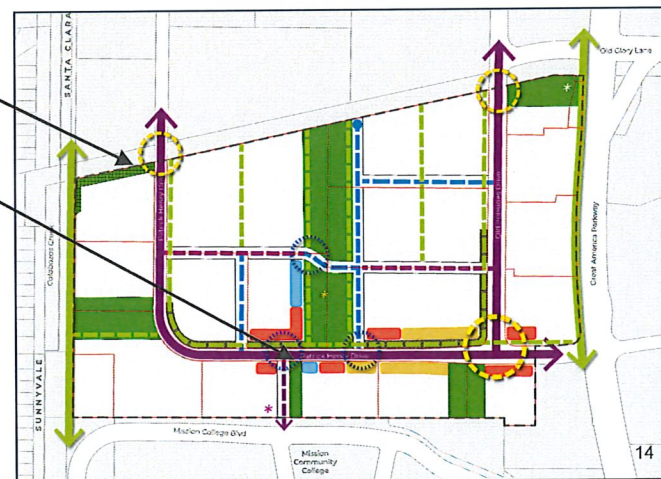 SANTA CLARA
SUNNYVALE
Calabazas Creek
Old Glory Lane
Patrick Henry Drive
Old Ironsides Drive
Great America Parkway
Patrick Henry Drive
Mission College Blvd
Mission
Community
College
14